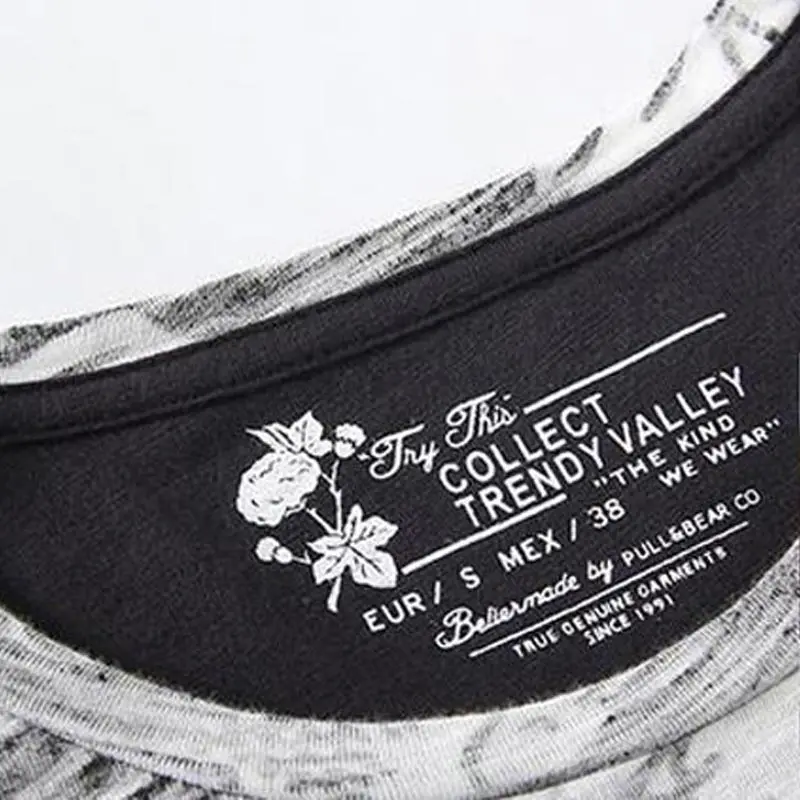 Try This
COLLECT
TRENDY VALLEY
"THE KIND
WE WEAR"
EUR / S MEX / 38
Beliermade by PULL&BEAR CO
TRUE GENUINE GARMENTS
SINCE 1991